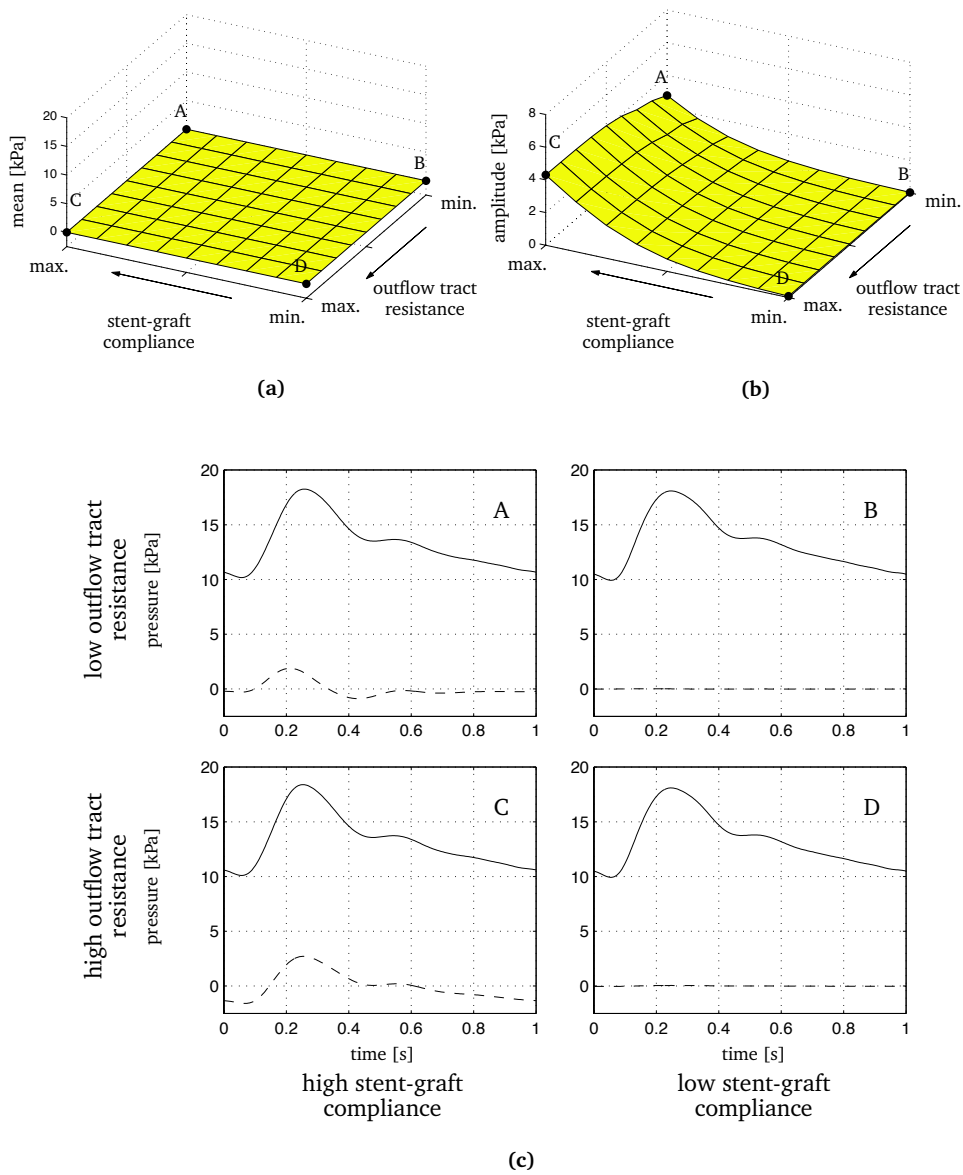 20
15
10
5
0
mean [kPa]
A
B
C
D
max.
min.
max.
min.
stent-graft
compliance
outflow tract
resistance
(a)
8
6
4
2
0
amplitude [kPa]
A
B
C
D
max.
min.
max.
min.
stent-graft
compliance
outflow tract
resistance
(b)
low outflow tract
resistance
pressure [kPa]
20
15
10
5
0
A
0 0.2 0.4 0.6 0.8 1
B
0 0.2 0.4 0.6 0.8 1
20
15
10
5
0
high outflow tract
resistance
pressure [kPa]
20
15
10
5
0
C
0 0.2 0.4 0.6 0.8 1
time [s]
high stent-graft
compliance
20
15
10
5
0
D
0 0.2 0.4 0.6 0.8 1
time [s]
low stent-graft
compliance
(c)